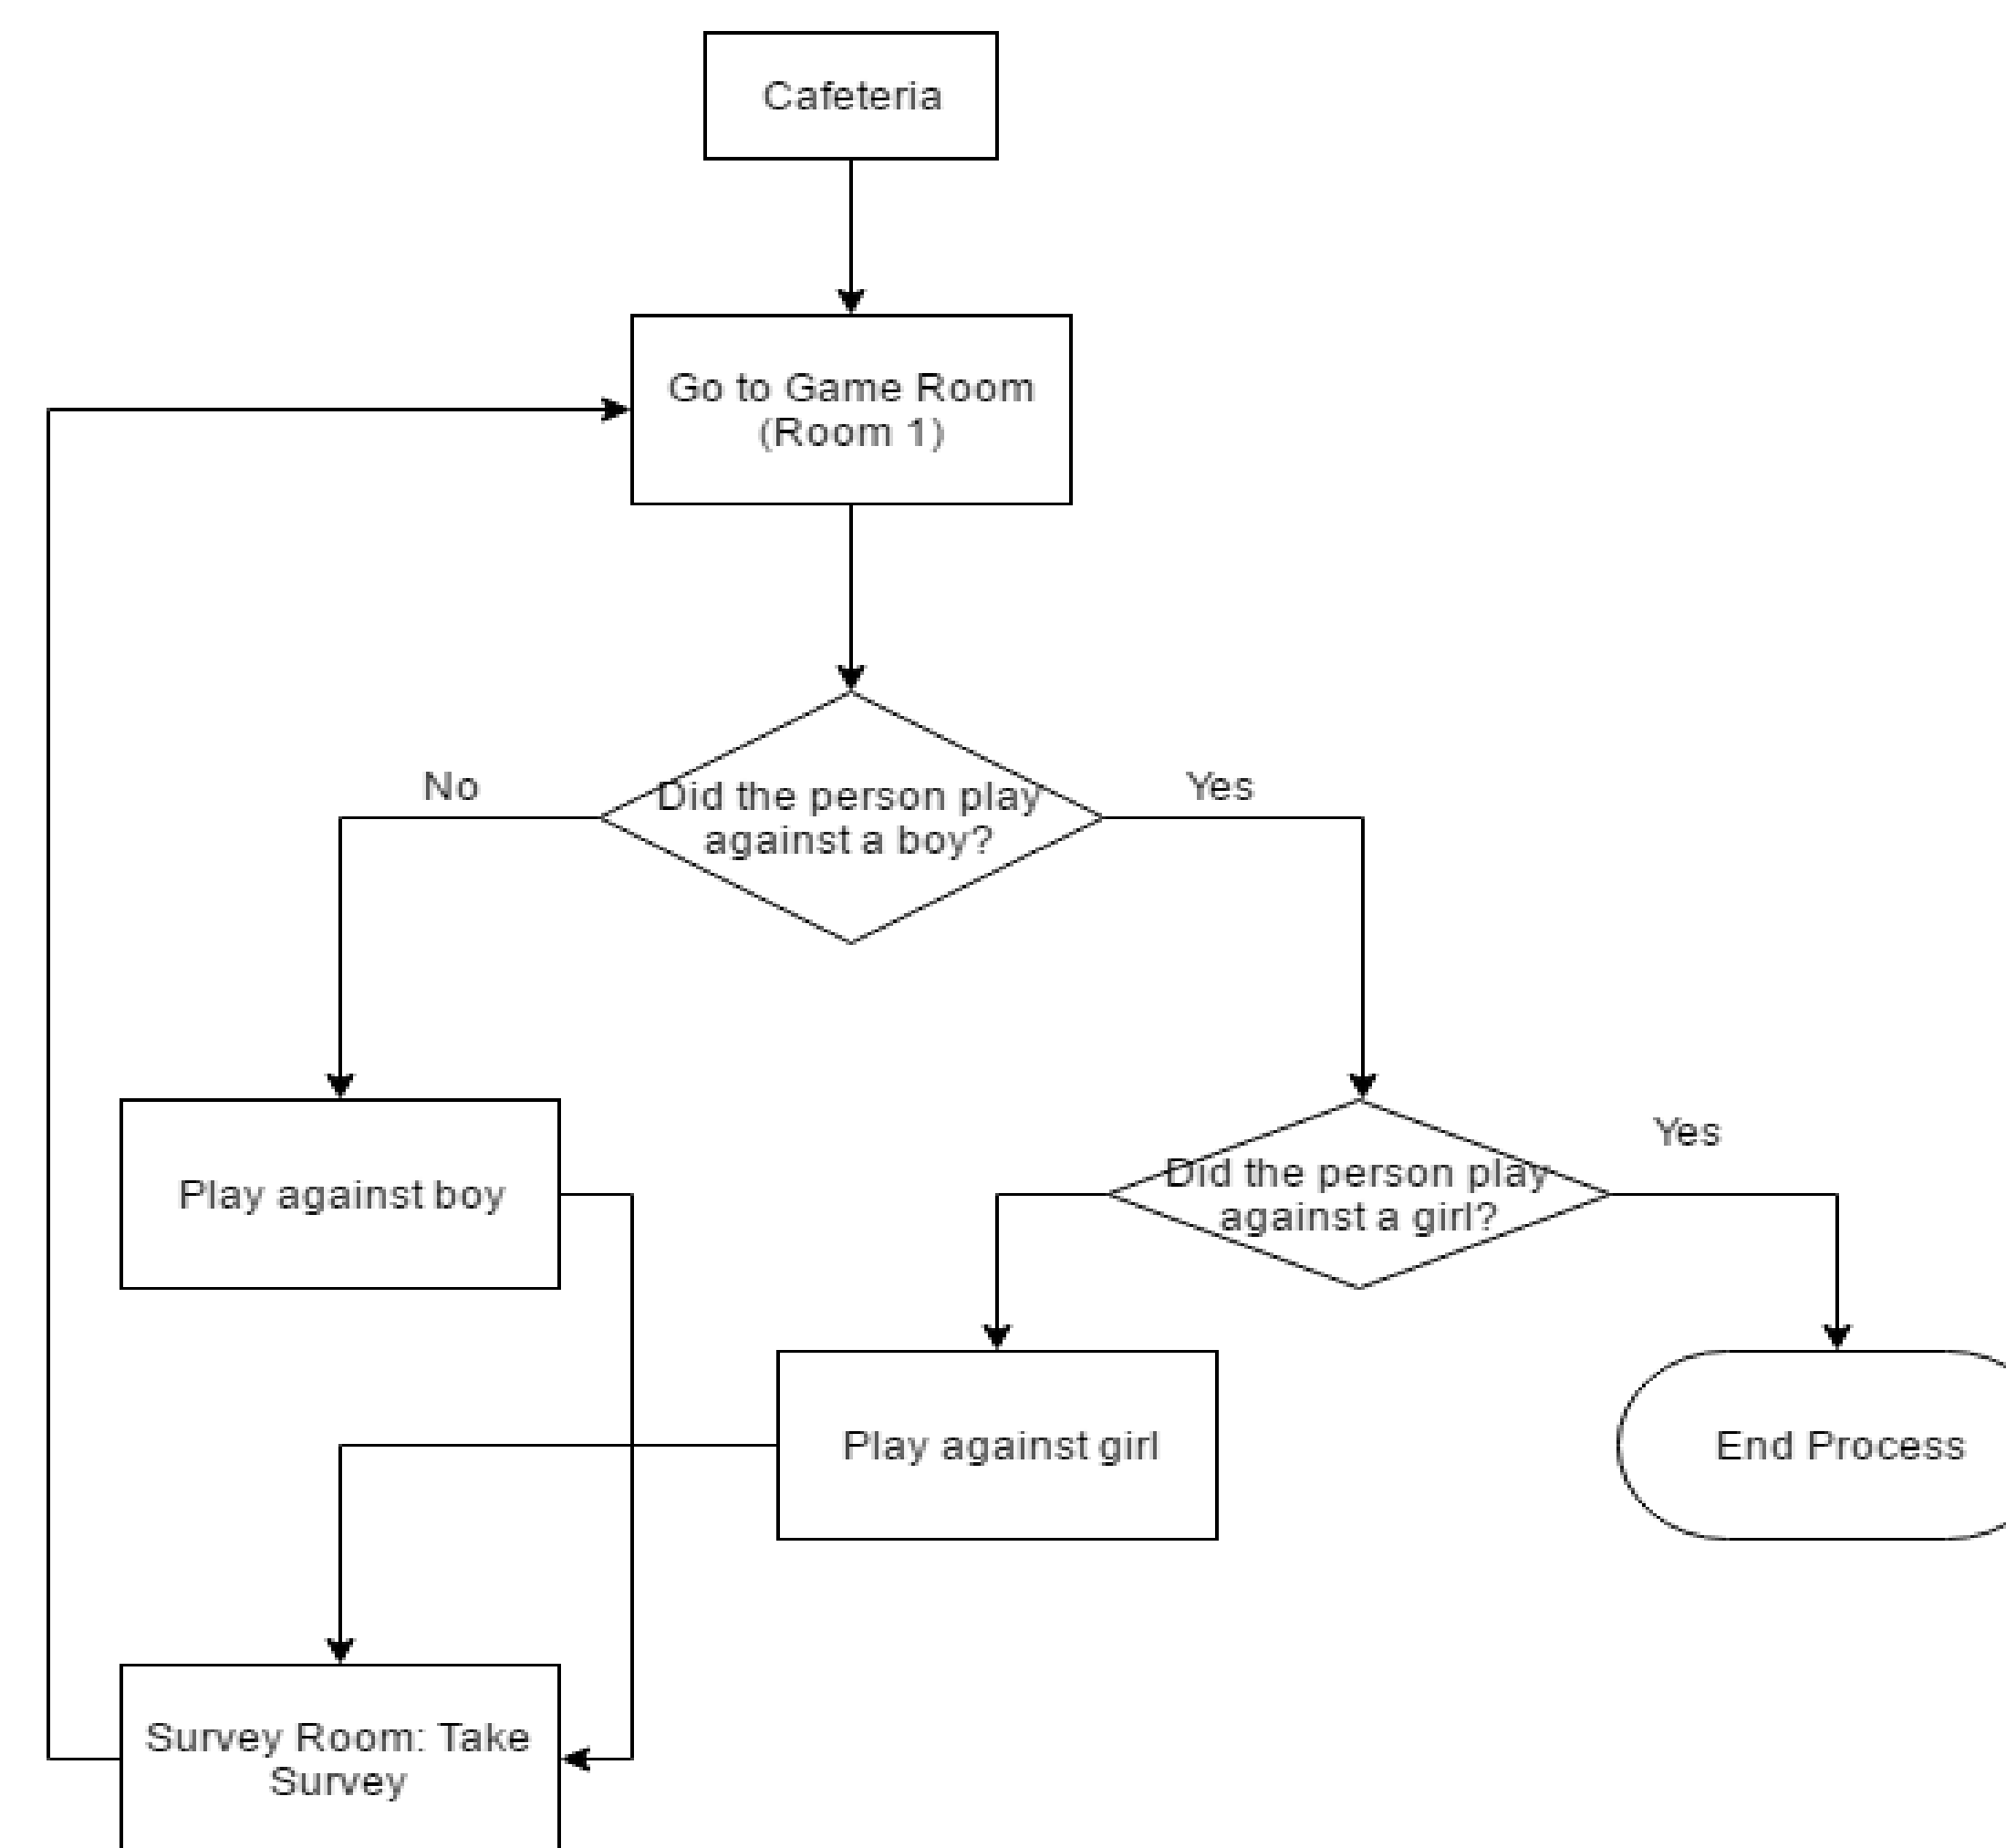 Cafeteria
Go to Game Room
(Room 1)
No
Yes
Did the person play
against a boy?
Yes
Play against boy
Did the person play
against a girl?
Play against girl
End Process
Survey Room: Take
Survey